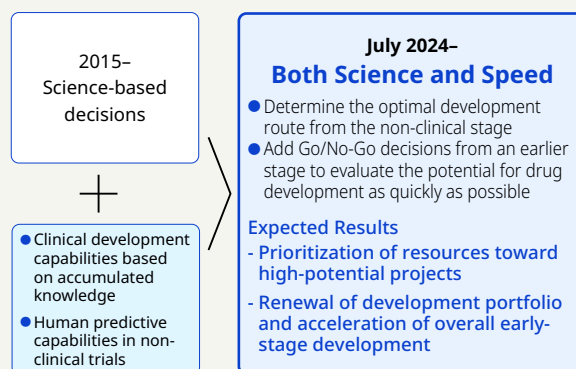 2015–
Science-based
decisions
● Clinical development
capabilities based
on accumulated
knowledge
● Human predictive
capabilities in non-
clinical trials
July 2024–
Both Science and Speed
● Determine the optimal development
route from the non-clinical stage
● Add Go/No-Go decisions from an earlier
stage to evaluate the potential for drug
development as quickly as possible
Expected Results
- Prioritization of resources toward
high-potential projects
- Renewal of development portfolio
and acceleration of overall early-
stage development